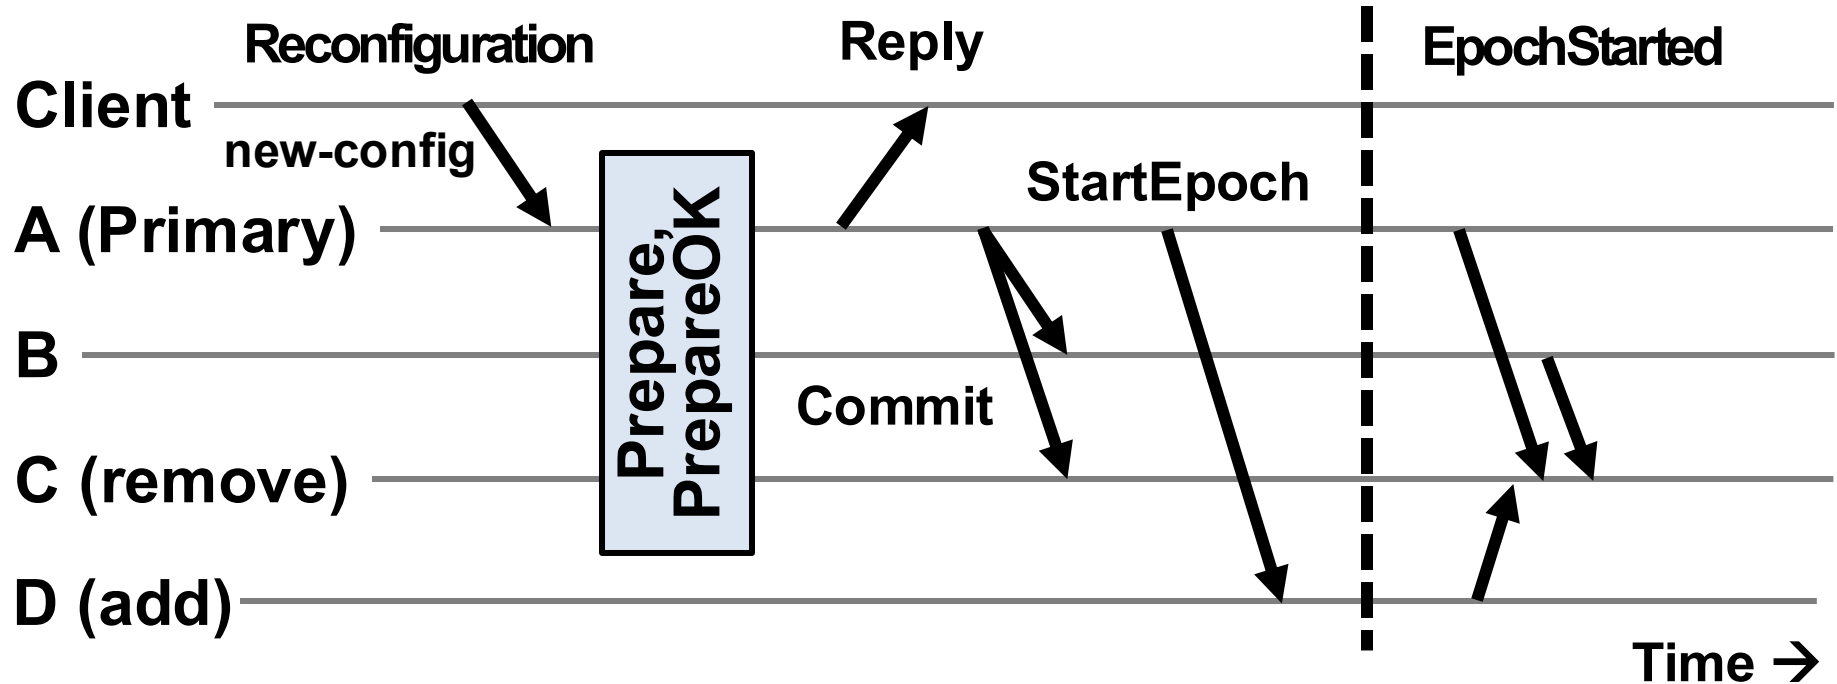 Reconfiguration
Reply
EpochStarted
Client
new-config
StartEpoch
A (Primary)
Prepare,
PrepareOK
B
Commit
C (remove)
D (add)
Time →